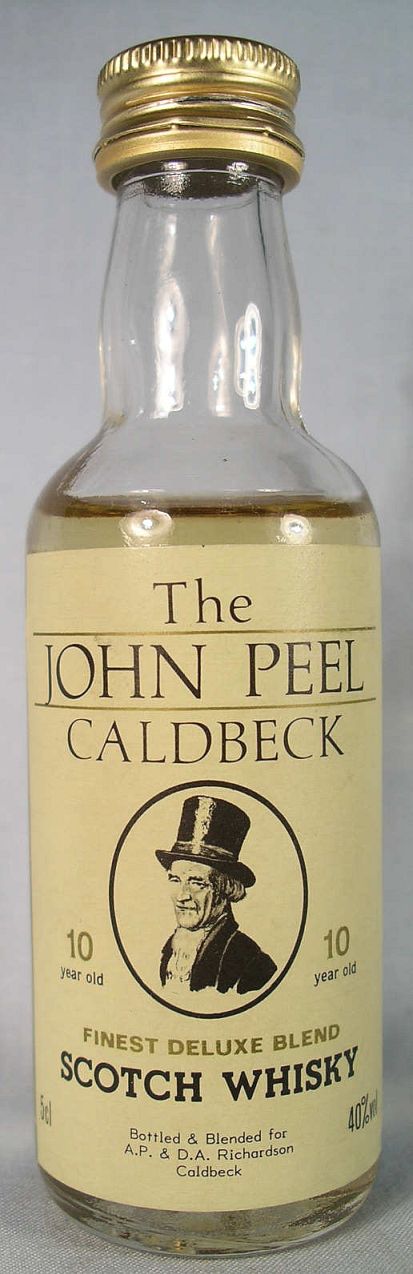 The
JOHN PEEL
CALDBECK
10
year old
10
year old
FINEST DELUXE BLEND
SCOTCH WHISKY
5cl
40%vol
Bottled & Blended for
A.P. & D.A. Richardson
Caldbeck